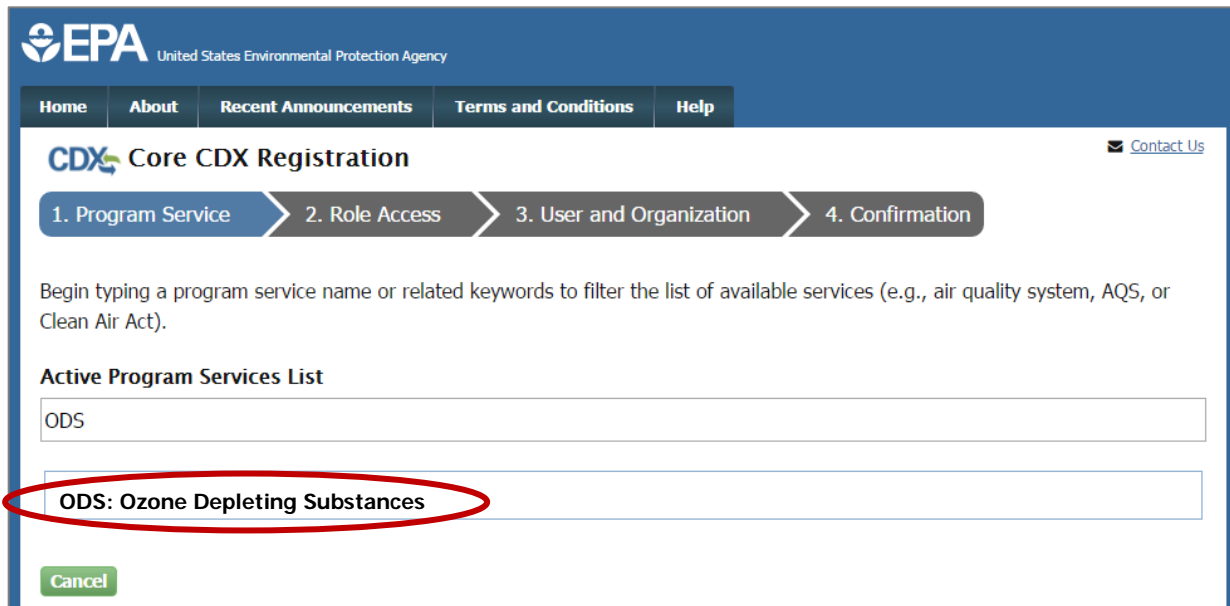 EPA United States Environmental Protection Agency
Home About Recent Announcements Terms and Conditions Help
CDX Core CDX Registration
Contact Us
1. Program Service 2. Role Access 3. User and Organization 4. Confirmation
Begin typing a program service name or related keywords to filter the list of available services (e.g., air quality system, AQS, or
Clean Air Act).
Active Program Services List
ODS
ODS: Ozone Depleting Substances
Cancel